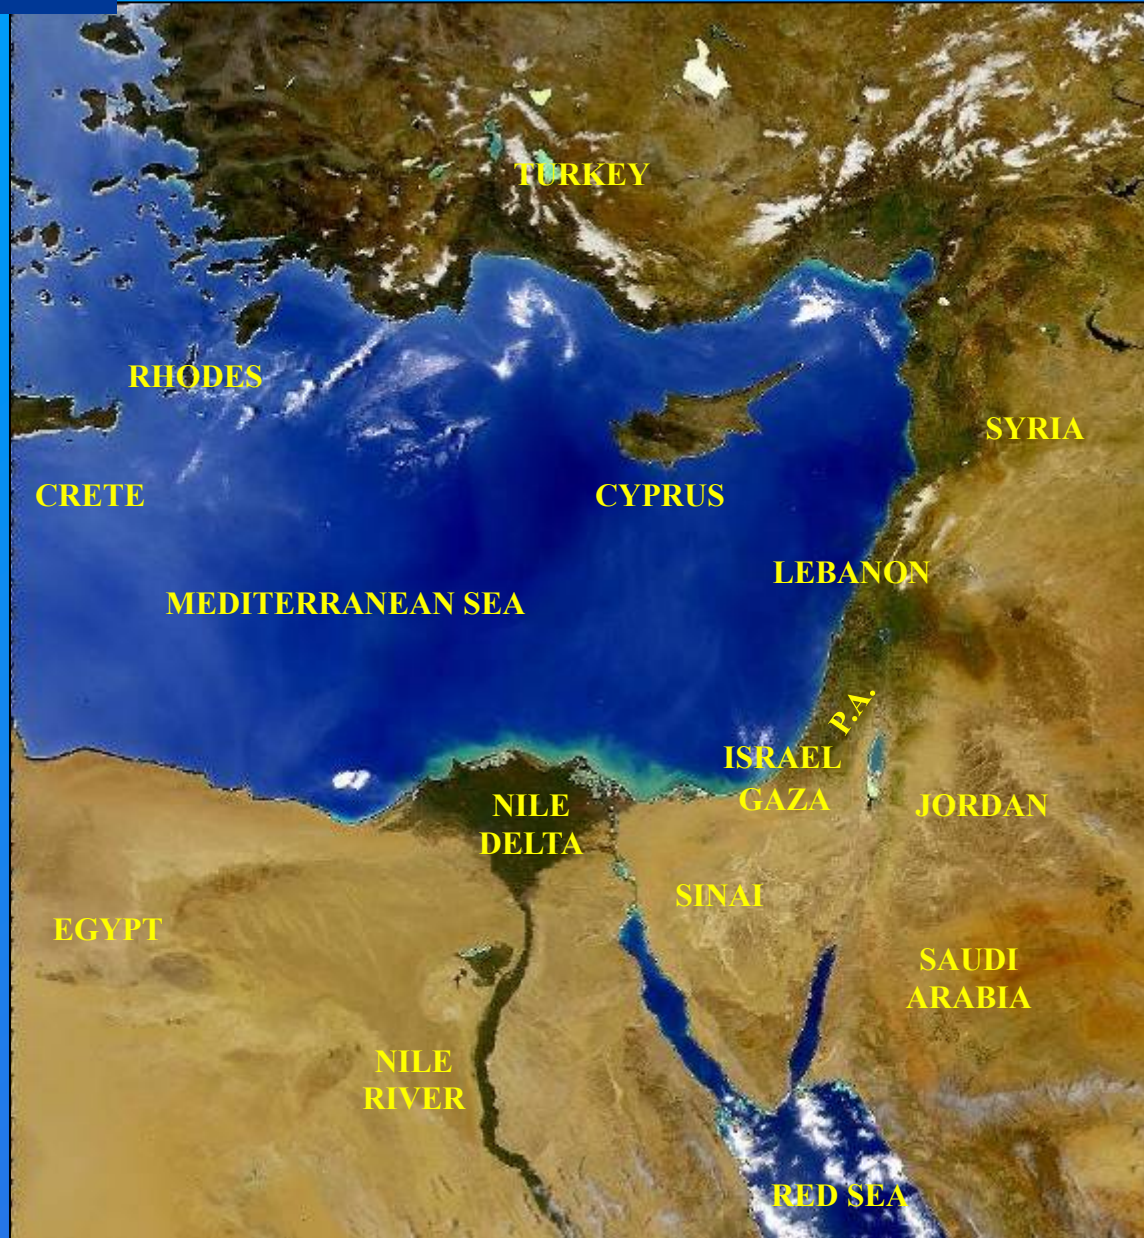 TURKEY
RHODES
SYRIA
CRETE
CYPRUS
LEBANON
MEDITERRANEAN SEA
P.A.
ISRAEL
GAZA
NILE
DELTA
JORDAN
SINAI
EGYPT
SAUDI
ARABIA
NILE
RIVER
RED SEA